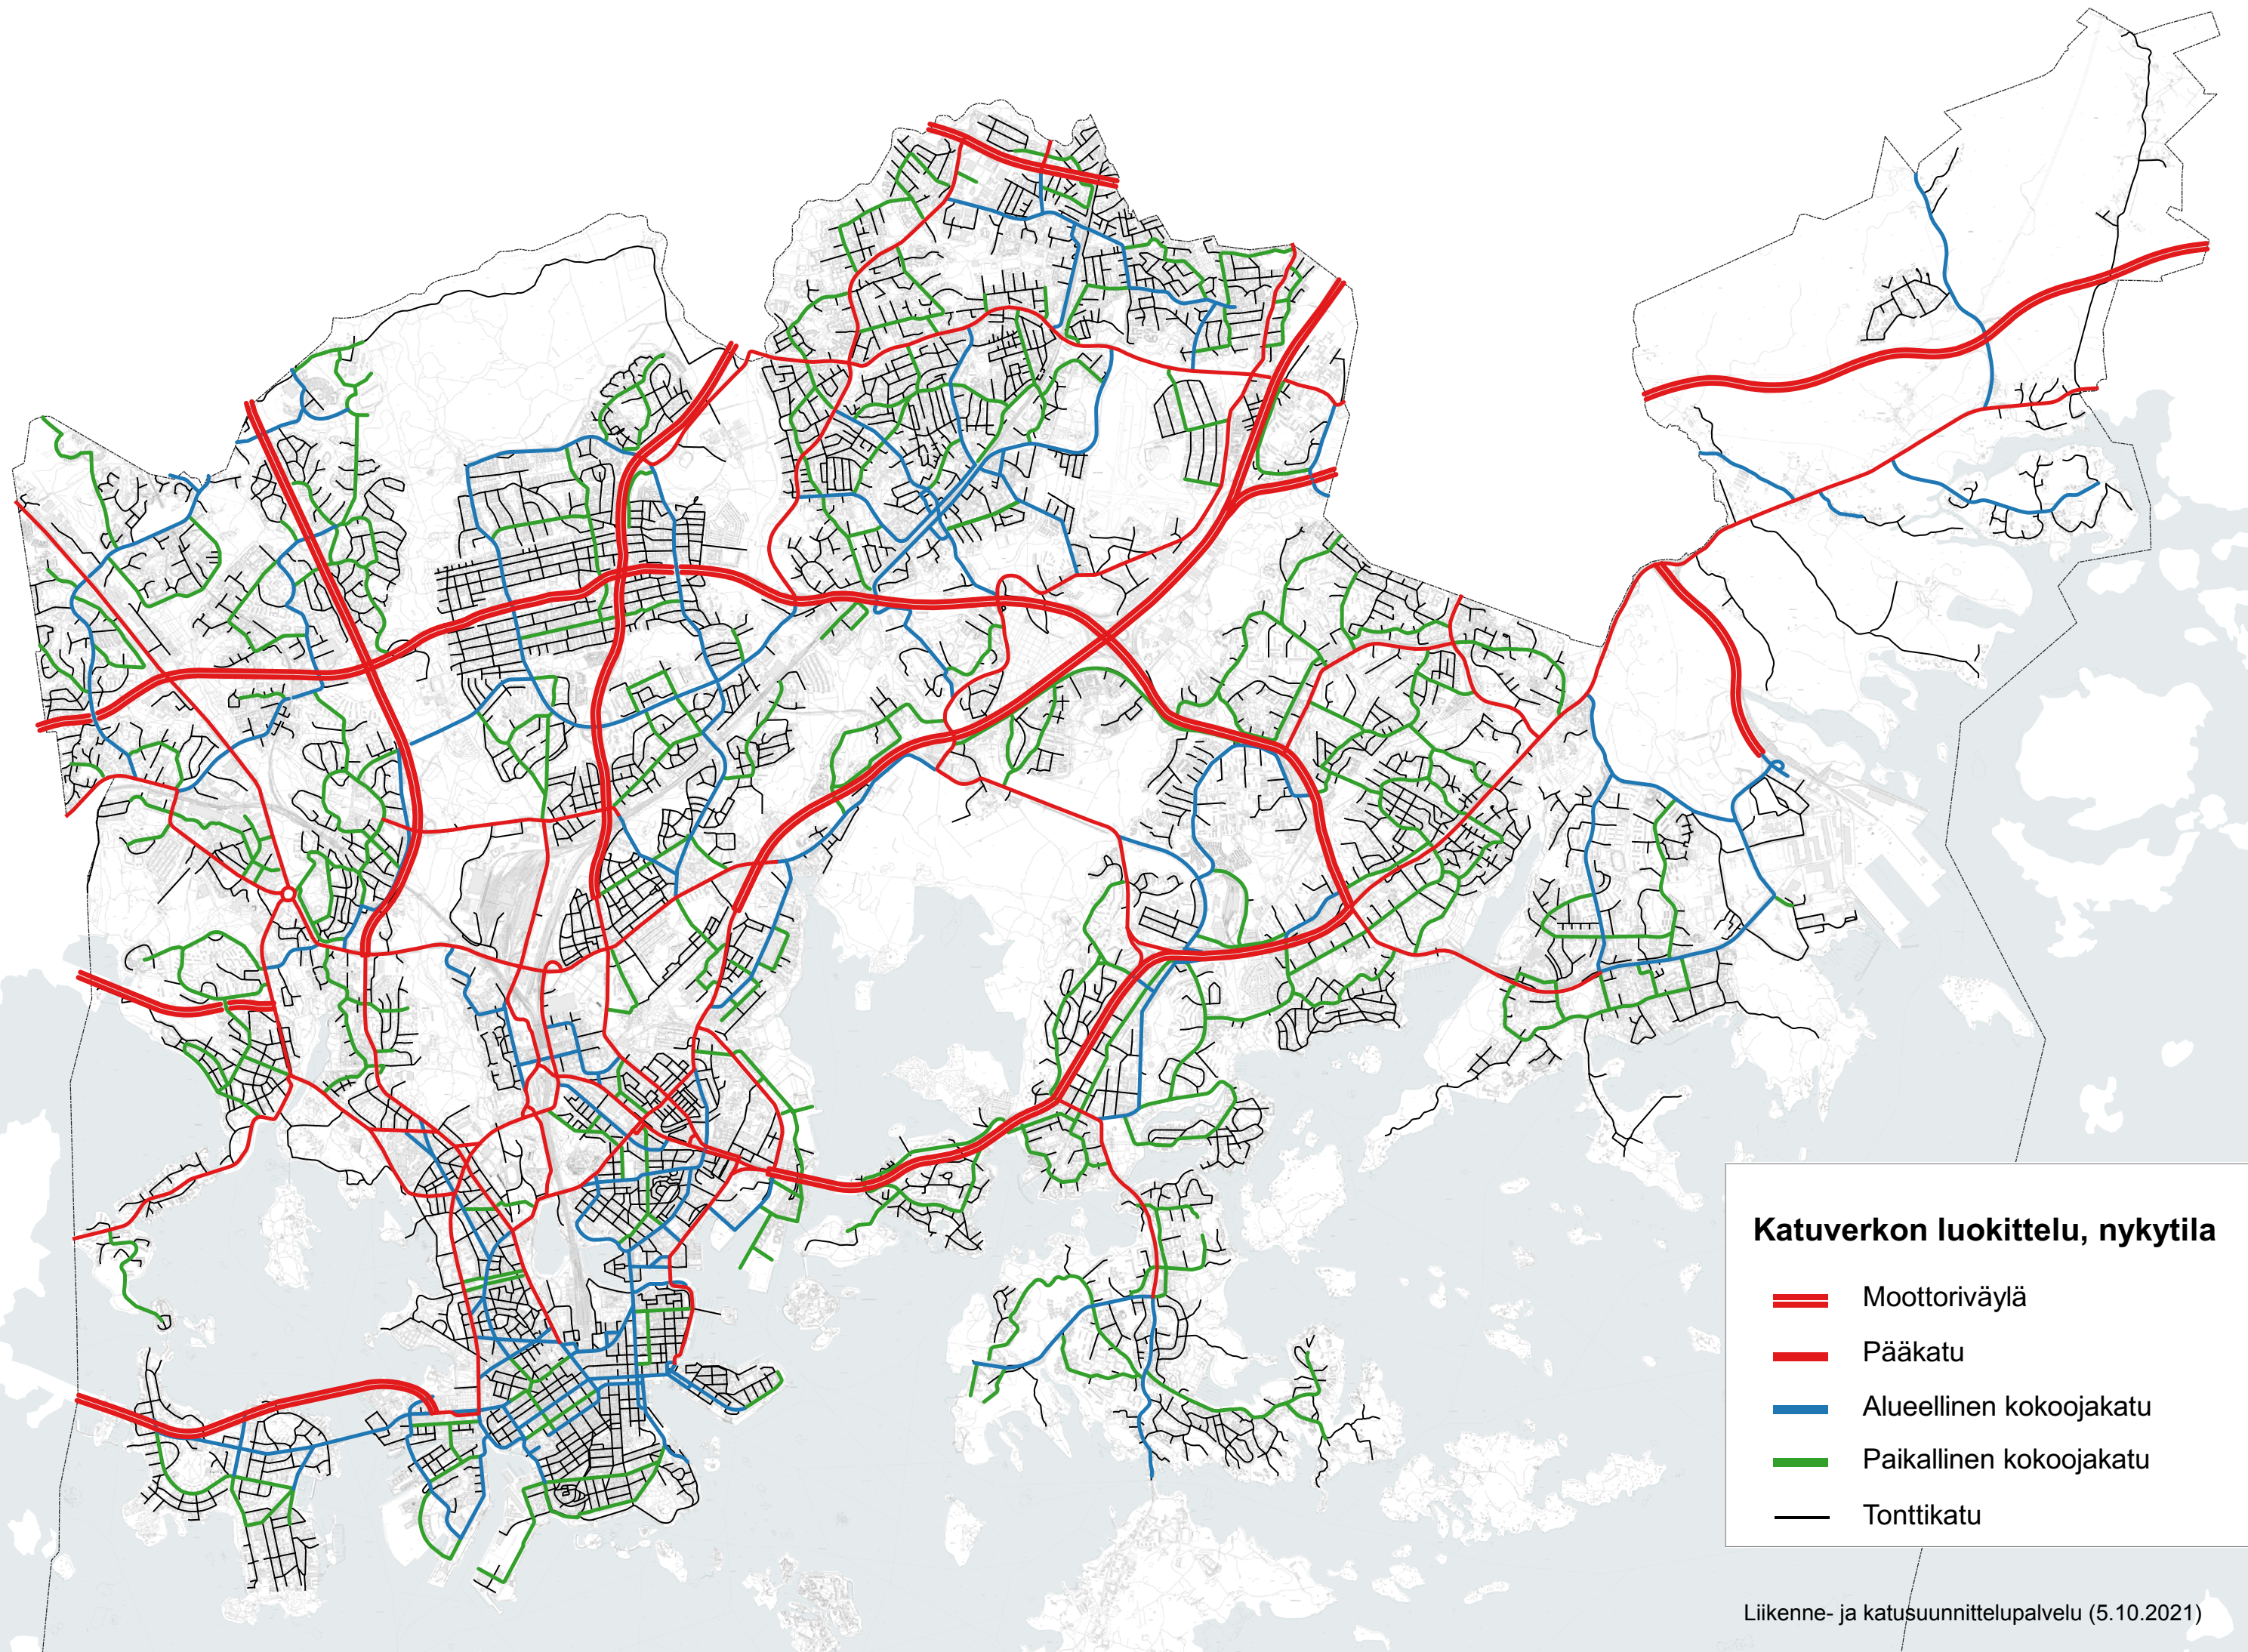 Katuverkon luokittelu, nykytila
Moottoriväylä
Pääkatu
Alueellinen kokoojakatu
Paikallinen kokoojakatu
Tonttikatu
Liikenne- ja katusuunnittelupalvelu (5.10.2021)